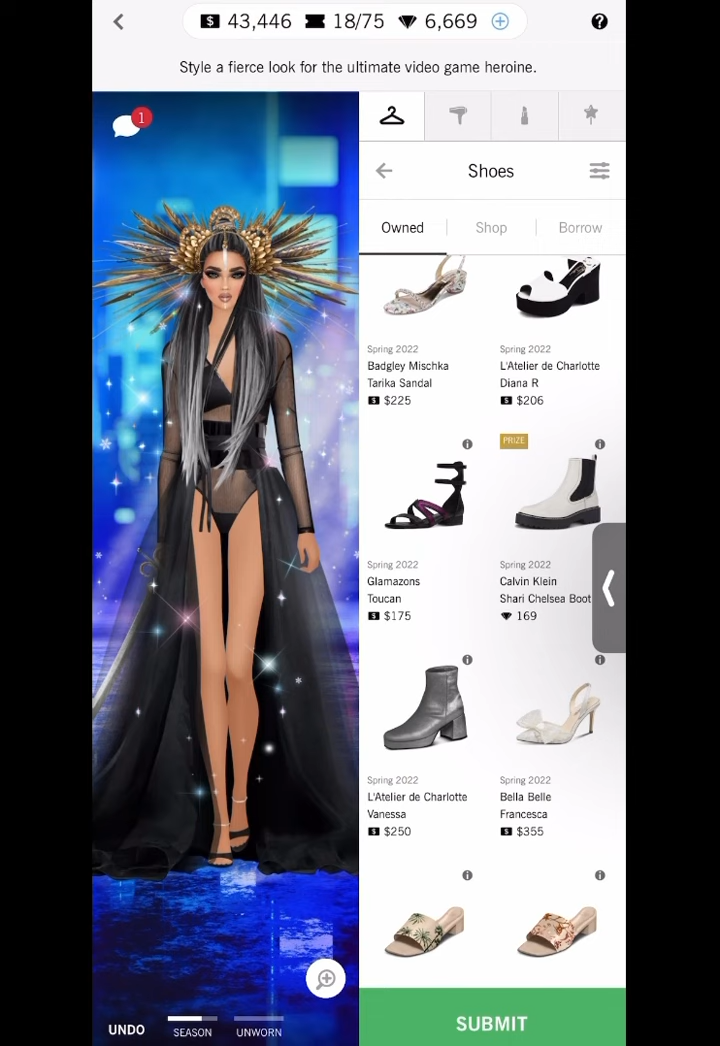 43,446 18/75 6,669
?
Style a fierce look for the ultimate video game heroine.
1
Shoes
Owned Shop Borrow
Spring 2022
Badgley Mischka
Tarika Sandal
$ $225
Spring 2022
L'Atelier de Charlotte
Diana R
$ $206
Spring 2022
Glamazons
Toucan
$ $175
PRIZE
Spring 2022
Calvin Klein
Shari Chelsea Boot
169
Spring 2022
L'Atelier de Charlotte
Vanessa
$ $250
Spring 2022
Bella Belle
Francesca
$ $355
UNDO
SEASON
UNWORN
SUBMIT